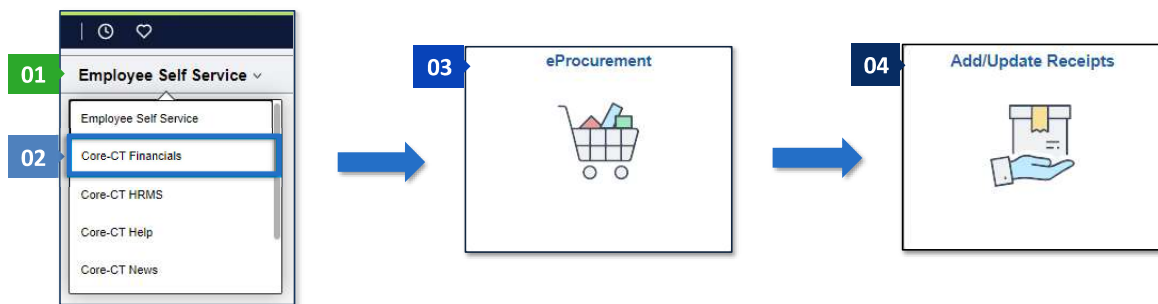 01
Employee Self Service
Employee Self Service
02
Core-CT Financials
Core-CT HRMS
Core-CT Help
Core-CT News
03
eProcurement
04
Add/Update Receipts